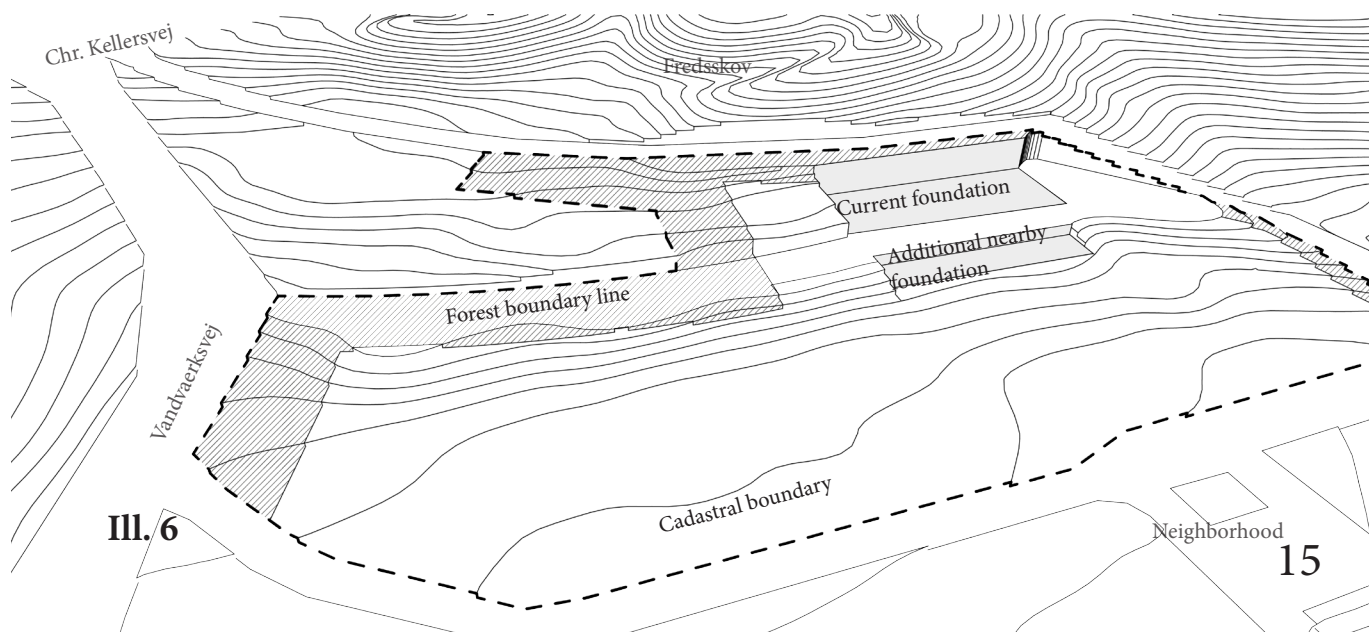 Chr. Kellersvej
Fredsskov
Current foundation
Additional nearby
foundation
Forest boundary line
Vandvaerksvej
Cadastral boundary
Ill. 6
Neighborhood
15